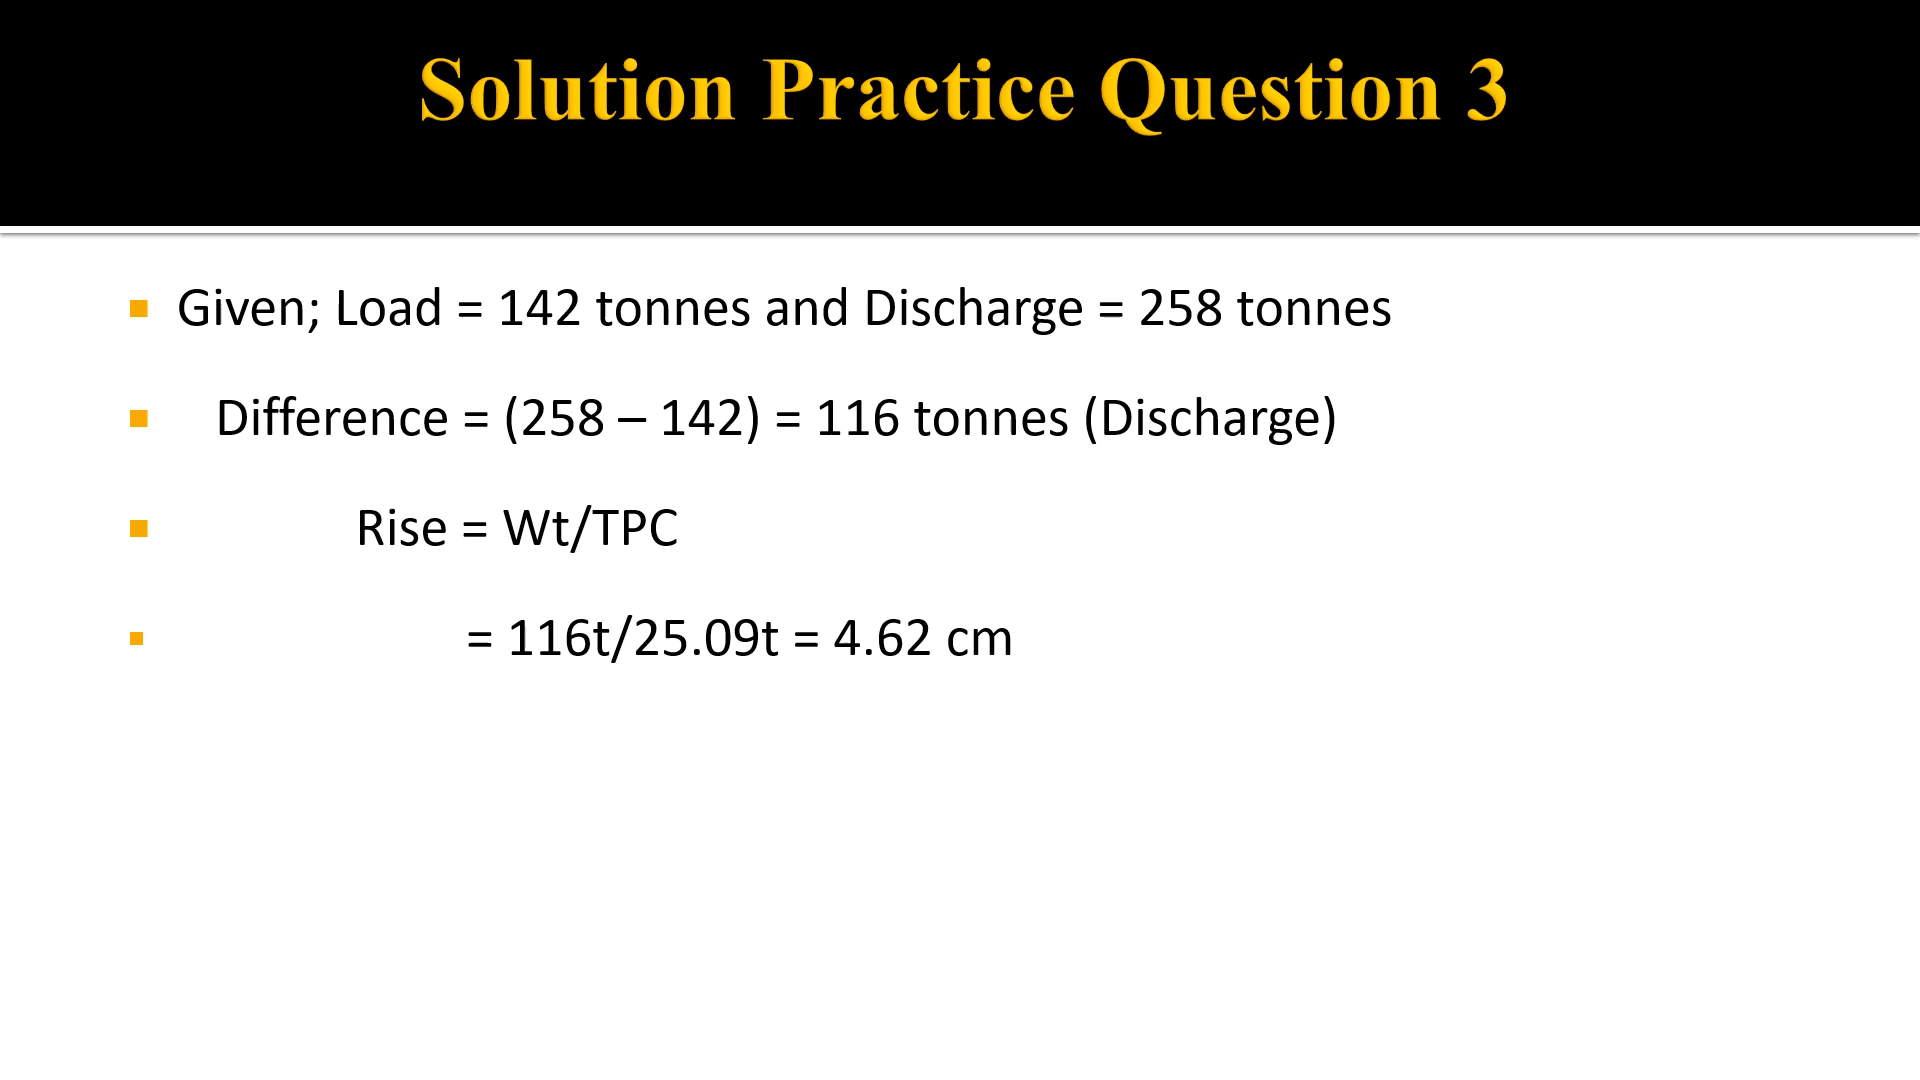 Solution Practice Question 3
Given; Load = 142 tonnes and Discharge = 258 tonnes
Difference = (258 – 142) = 116 tonnes (Discharge)
Rise = Wt/TPC
= 116t/25.09t = 4.62 cm